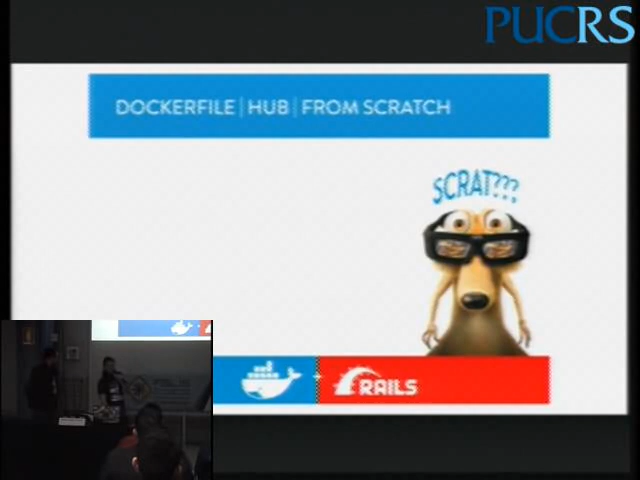 PUCRS
DOCKERFILE | HUB | FROM SCRATCH
SCRAT???
+
RAILS